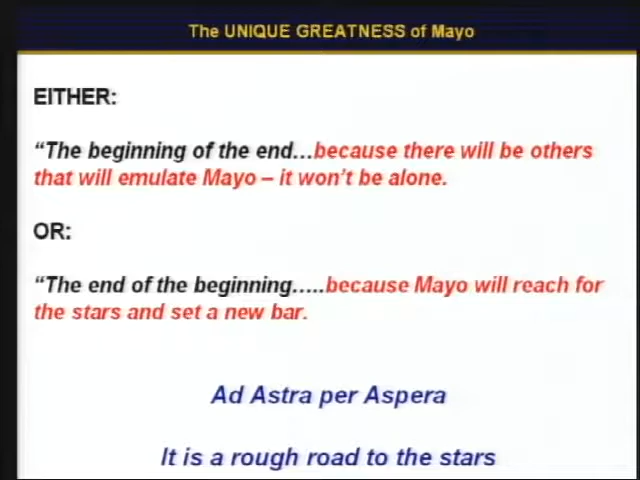 The UNIQUE GREATNESS of Mayo
EITHER:
“The beginning of the end…because there will be others
that will emulate Mayo – it won’t be alone.
OR:
“The end of the beginning…..because Mayo will reach for
the stars and set a new bar.
Ad Astra per Aspera
It is a rough road to the stars